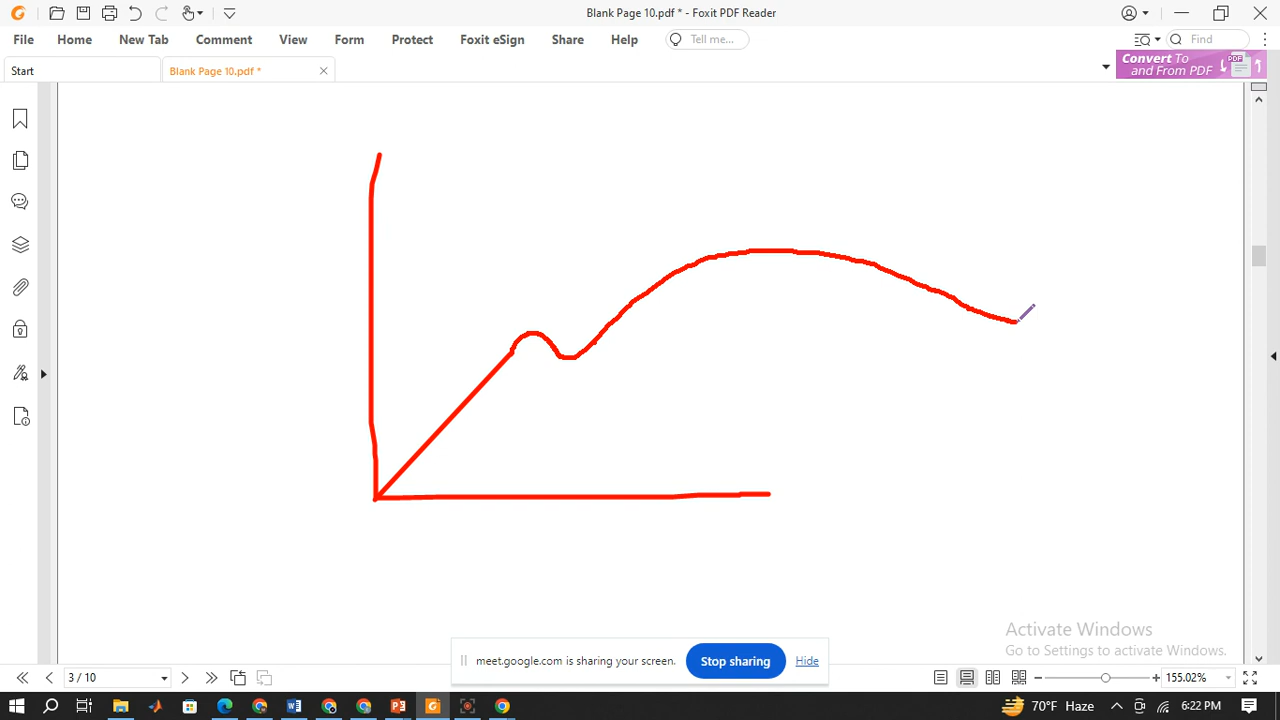 Blank Page 10.pdf * - Foxit PDF Reader
File Home New Tab Comment View Form Protect Foxit eSign Share Help Tell me... Find
Start Blank Page 10.pdf * Convert To
and From PDF PDF
Activate Windows
Go to Settings to activate Windows.
meet.google.com is sharing your screen. Stop sharing Hide
3 / 10 155.02%
70°F Haze 6:22 PM